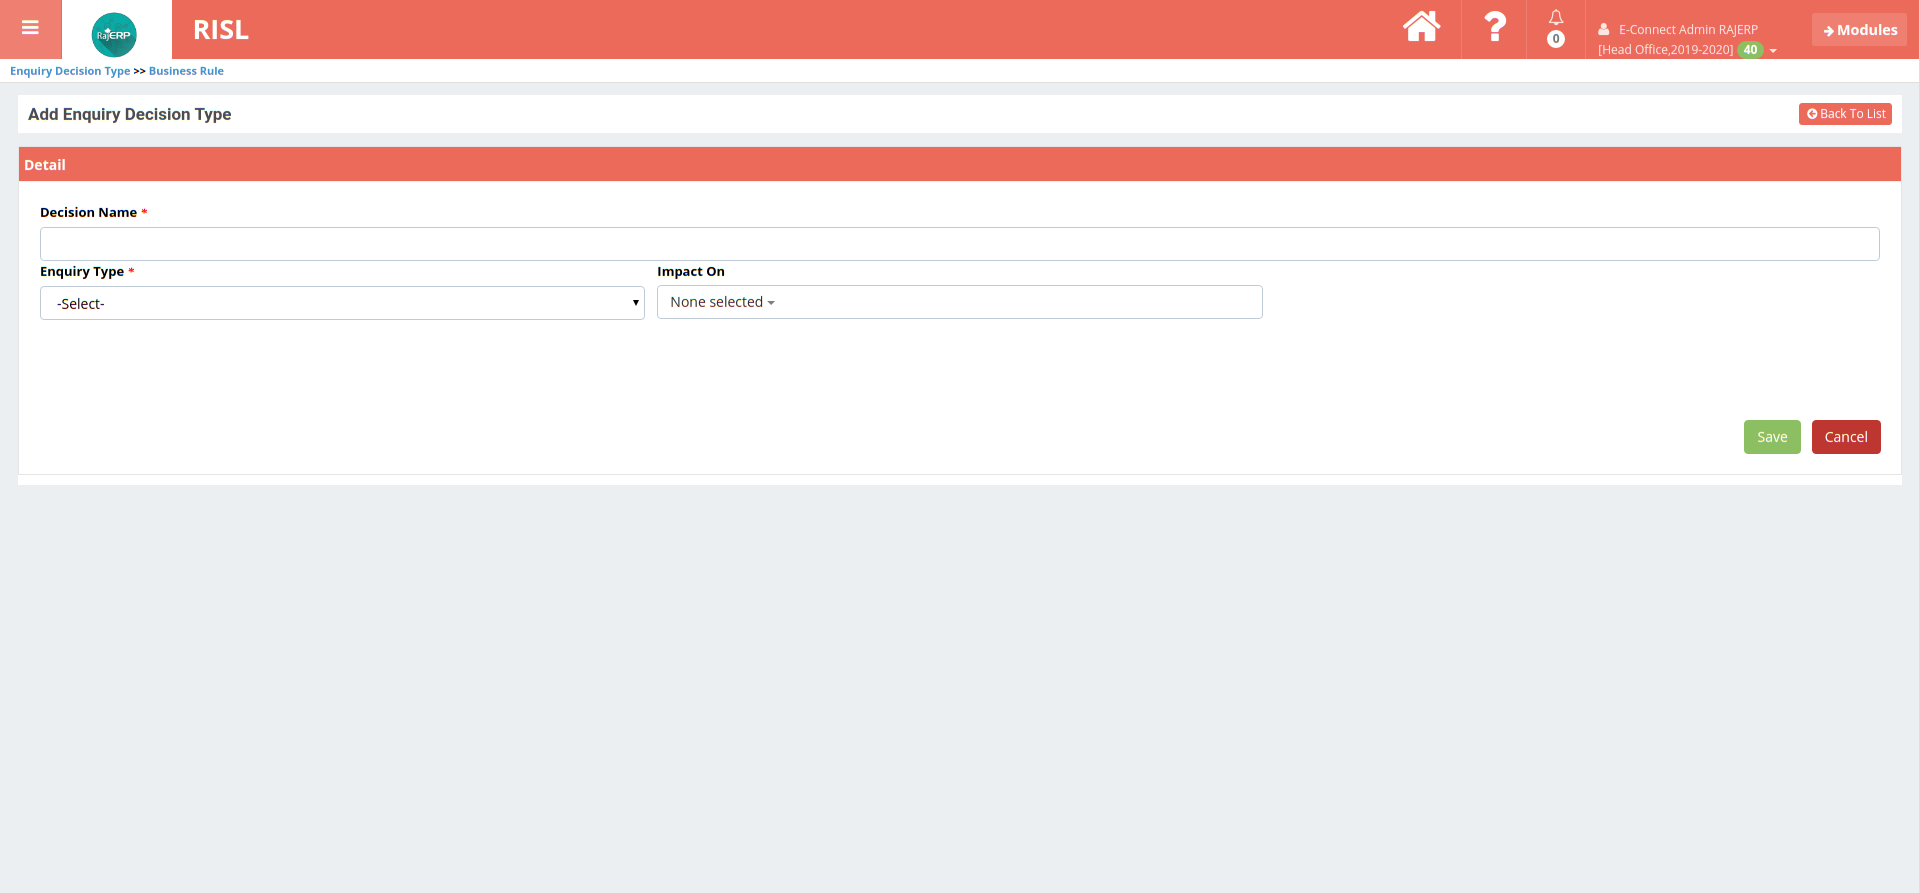 RajERP
RISL
0
E-Connect Admin RAJERP
[Head Office,2019-2020] 40
Modules
Enquiry Decision Type >> Business Rule
Add Enquiry Decision Type
Back To List
Detail
Decision Name *
Enquiry Type *
Impact On
-Select-
None selected
Save
Cancel